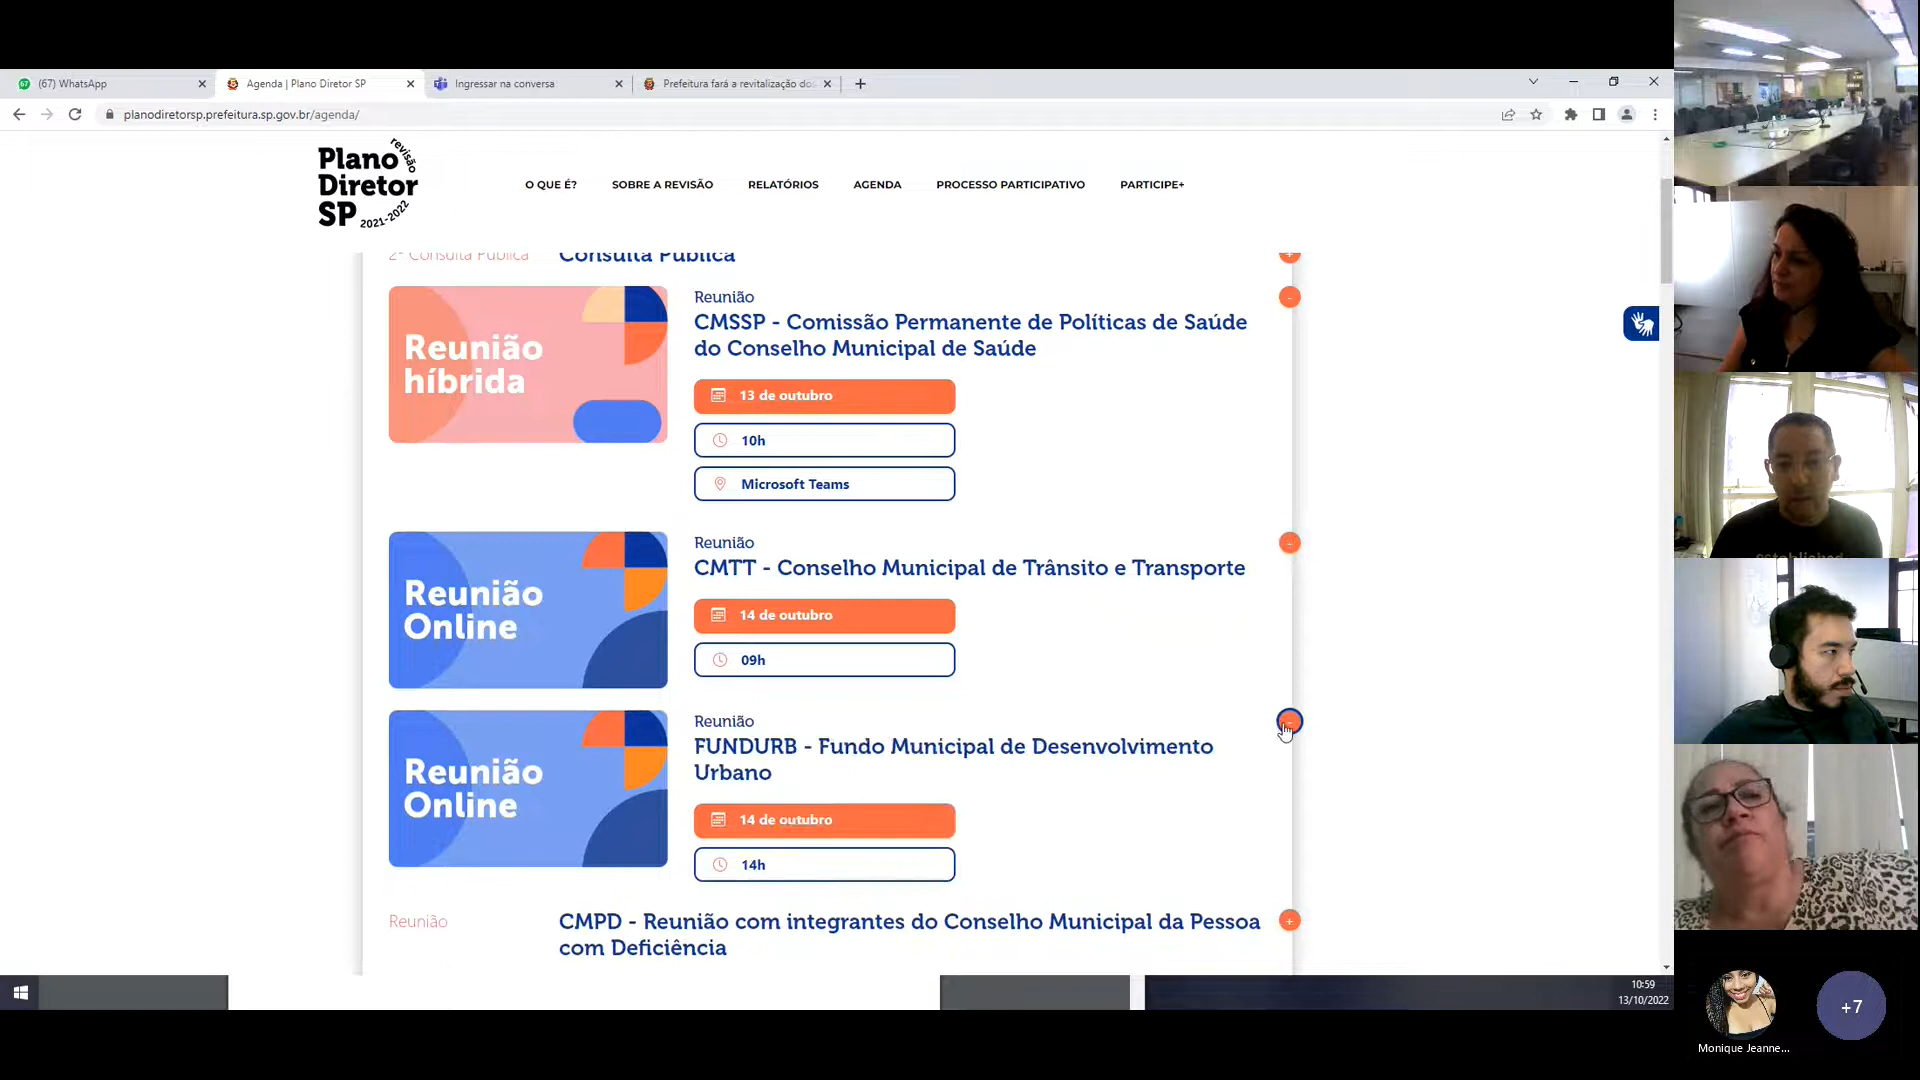 (67) WhatsApp
Agenda | Plano Diretor SP
Ingressar na conversa
Prefeitura fará a revitalização dos
planodiretorsp.prefeitura.sp.gov.br/agenda/
Plano
Diretor
SP
revisão
2021-2022
O QUE É?
SOBRE A REVISÃO
RELATÓRIOS
AGENDA
PROCESSO PARTICIPATIVO
PARTICIPE+
2ª Consulta Pública
Consulta Pública
+
Reunião
híbrida
Reunião
-
CMSSP - Comissão Permanente de Políticas de Saúde
do Conselho Municipal de Saúde
13 de outubro
10h
Microsoft Teams
Reunião
Online
Reunião
-
CMTT - Conselho Municipal de Trânsito e Transporte
14 de outubro
09h
Reunião
Online
Reunião
-
FUNDURB - Fundo Municipal de Desenvolvimento
Urbano
14 de outubro
14h
Reunião
CMPD - Reunião com integrantes do Conselho Municipal da Pessoa
com Deficiência
+
10:59
13/10/2022
established
Monique Jeanne...
+7